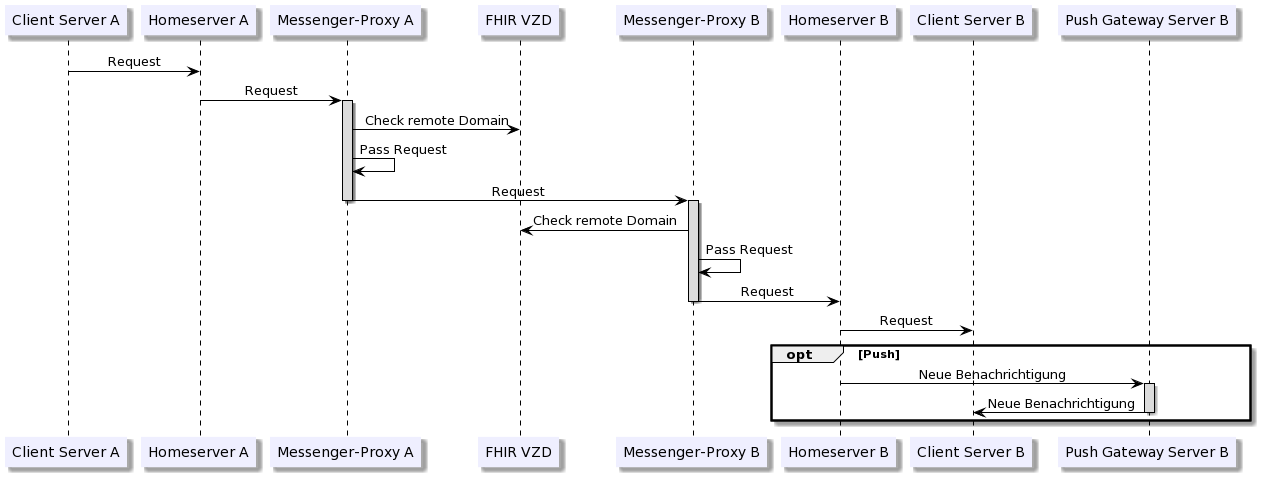 Client Server A
Homeserver A
Messenger-Proxy A
FHIR VZD
Messenger-Proxy B
Homeserver B
Client Server B
Push Gateway Server B
Request
Request
Check remote Domain
Pass Request
Request
Check remote Domain
Pass Request
Request
Request
opt
[Push]
Neue Benachrichtigung
Neue Benachrichtigung
Client Server A
Homeserver A
Messenger-Proxy A
FHIR VZD
Messenger-Proxy B
Homeserver B
Client Server B
Push Gateway Server B